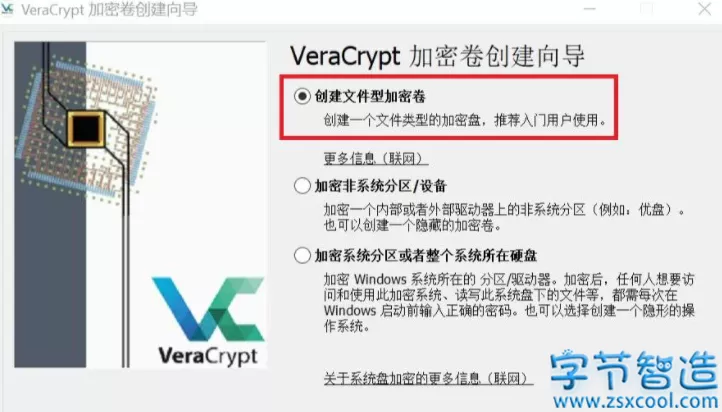 VeraCrypt 加密卷创建向导
VeraCrypt 加密卷创建向导
创建文件型加密卷
创建一个文件类型的加密盘，推荐入门用户使用。
更多信息（联网）
加密非系统分区/设备
加密一个内部或者外部驱动器上的非系统分区（例如：优盘）。
也可以创建一个隐藏的加密卷。
加密系统分区或者整个系统所在硬盘
加密 Windows 系统所在的 分区/驱动器。加密后，任何人想要访
问和使用此加密系统、读写此系统盘下的文件等，都需每次在
Windows 启动前输入正确的密码。也可以选择创建一个隐形的操
作系统。
关于系统盘加密的更多信息（联网）
VeraCrypt
字节智造
www.zsxcool.com